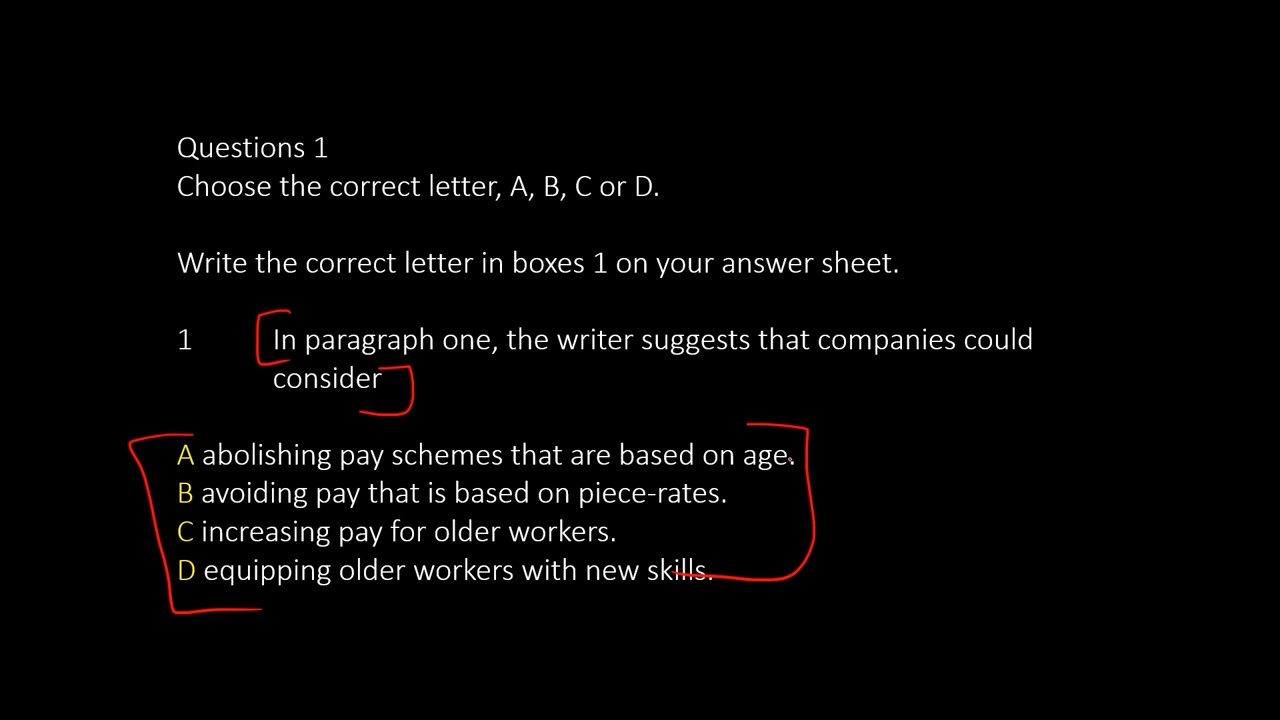 Questions 1
Choose the correct letter, A, B, C or D.
Write the correct letter in boxes 1 on your answer sheet.
1 In paragraph one, the writer suggests that companies could
consider
A abolishing pay schemes that are based on age.
B avoiding pay that is based on piece-rates.
C increasing pay for older workers.
D equipping older workers with new skills.